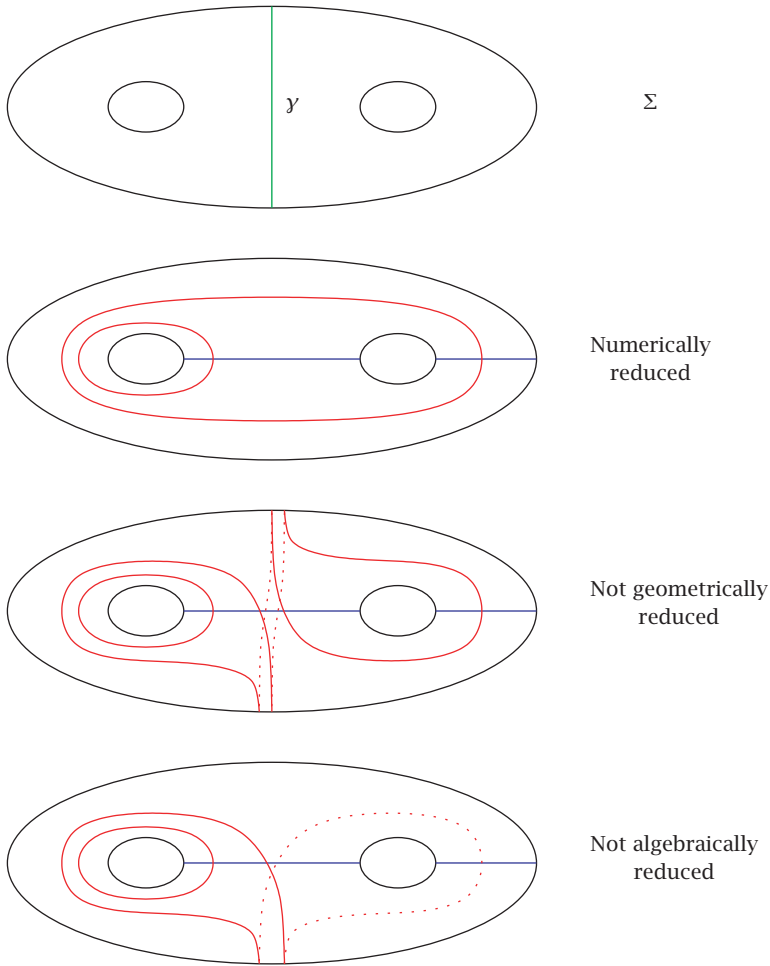 γ
Σ
Numerically
reduced
Not geometrically
reduced
Not algebraically
reduced